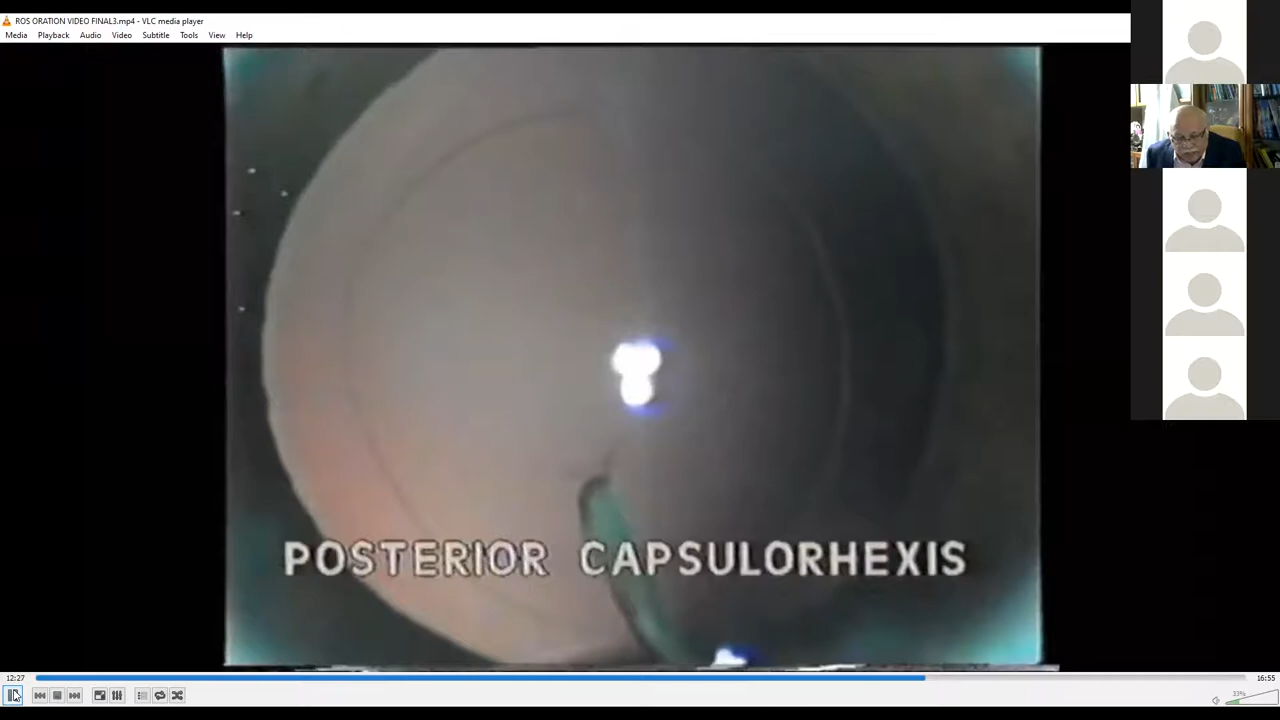 ROS ORATION VIDEO FINAL3.mp4 - VLC media player
Media Playback Audio Video Subtitle Tools View Help
POSTERIOR CAPSULORHEXIS
12:27
16:55
33%